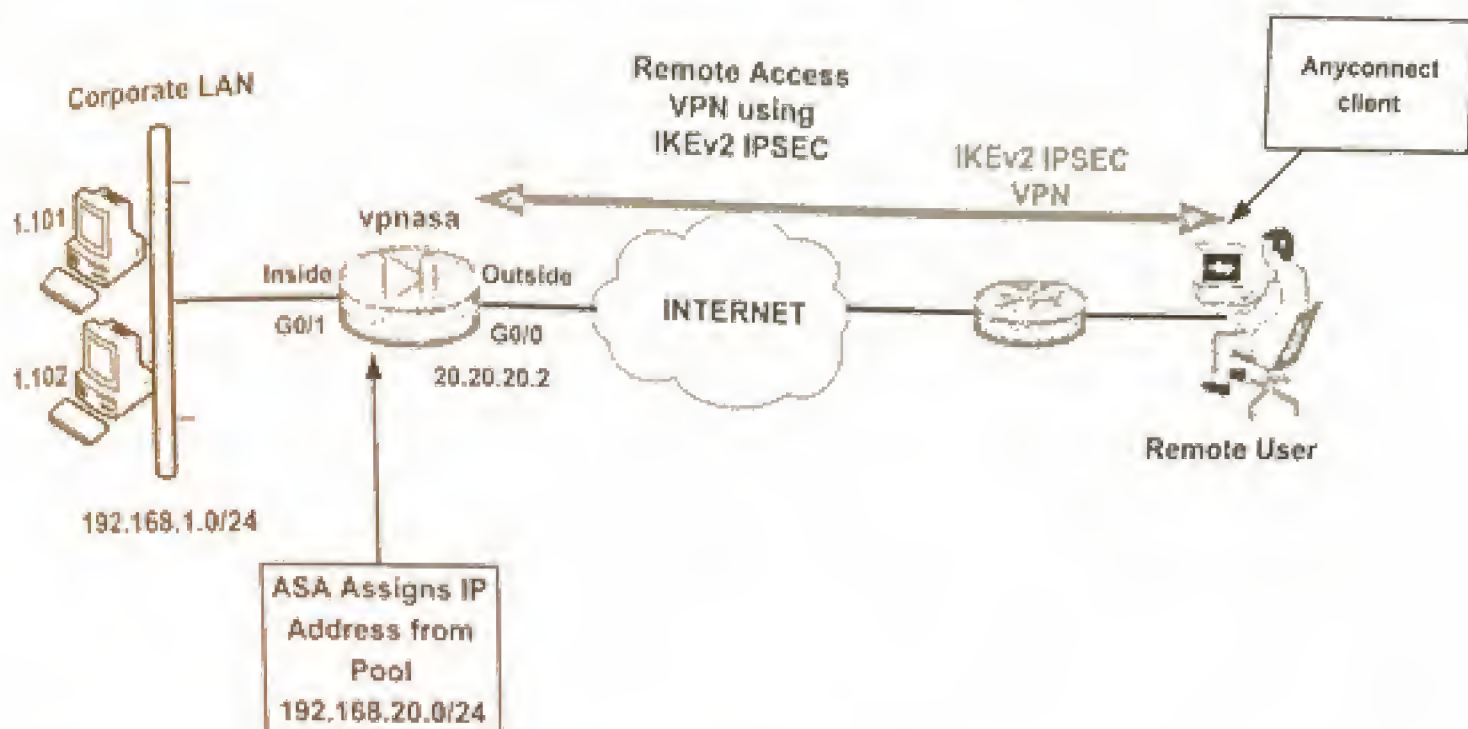 Corporate LAN
1.101
1.102
192.168.1.0/24
vpnasa
Inside
Outside
G0/1
G0/0
20.20.20.2
ASA Assigns IP
Address from
Pool
192.168.20.0/24
Remote Access
VPN using
IKEv2 IPSEC
IKEv2 IPSEC
VPN
INTERNET
Anyconnect
client
Remote User